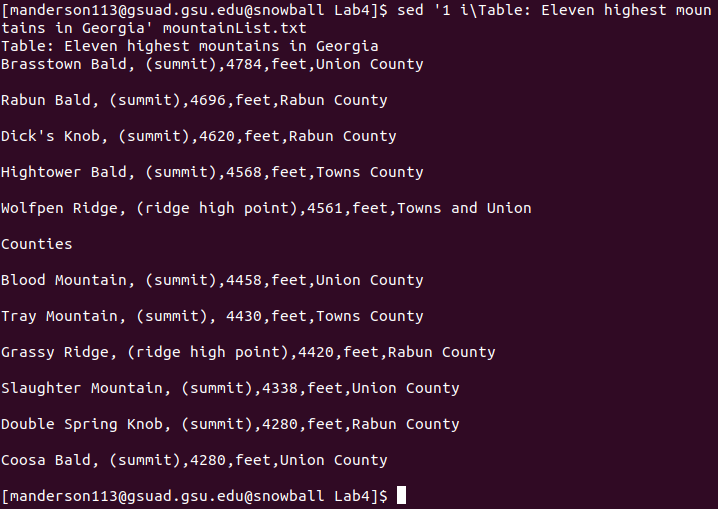 [manderson113@gsuad.gsu.edu@snowball Lab4]$ sed '1 i\Table: Eleven highest moun
tains in Georgia' mountainList.txt
Table: Eleven highest mountains in Georgia
Brasstown Bald, (summit),4784,feet,Union County
Rabun Bald, (summit),4696,feet,Rabun County
Dick's Knob, (summit),4620,feet,Rabun County
Hightower Bald, (summit),4568,feet,Towns County
Wolfpen Ridge, (ridge high point),4561,feet,Towns and Union
Counties
Blood Mountain, (summit),4458,feet,Union County
Tray Mountain, (summit), 4430,feet,Towns County
Grassy Ridge, (ridge high point),4420,feet,Rabun County
Slaughter Mountain, (summit),4338,feet,Union County
Double Spring Knob, (summit),4280,feet,Rabun County
Coosa Bald, (summit),4280,feet,Union County
[manderson113@gsuad.gsu.edu@snowball Lab4]$